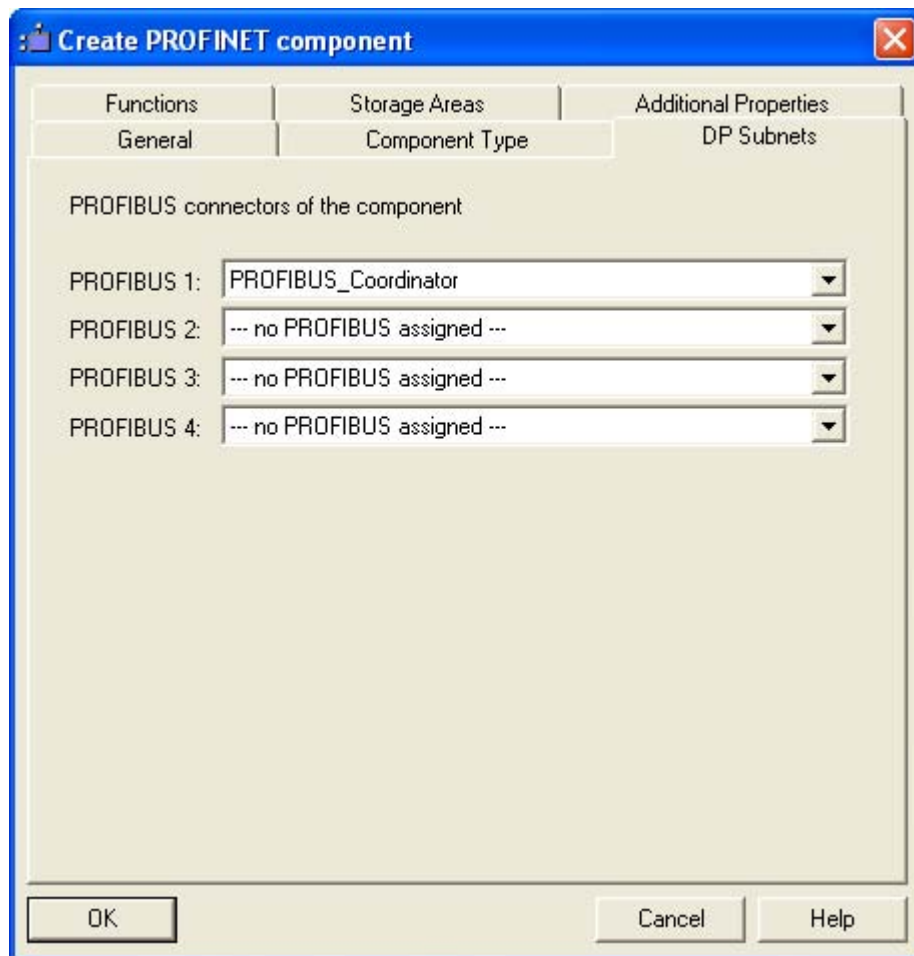 Create PROFINET component
Functions Storage Areas Additional Properties
General Component Type DP Subnets
PROFIBUS connectors of the component
PROFIBUS 1: PROFIBUS_Coordinator
PROFIBUS 2: --- no PROFIBUS assigned ---
PROFIBUS 3: --- no PROFIBUS assigned ---
PROFIBUS 4: --- no PROFIBUS assigned ---
OK Cancel Help